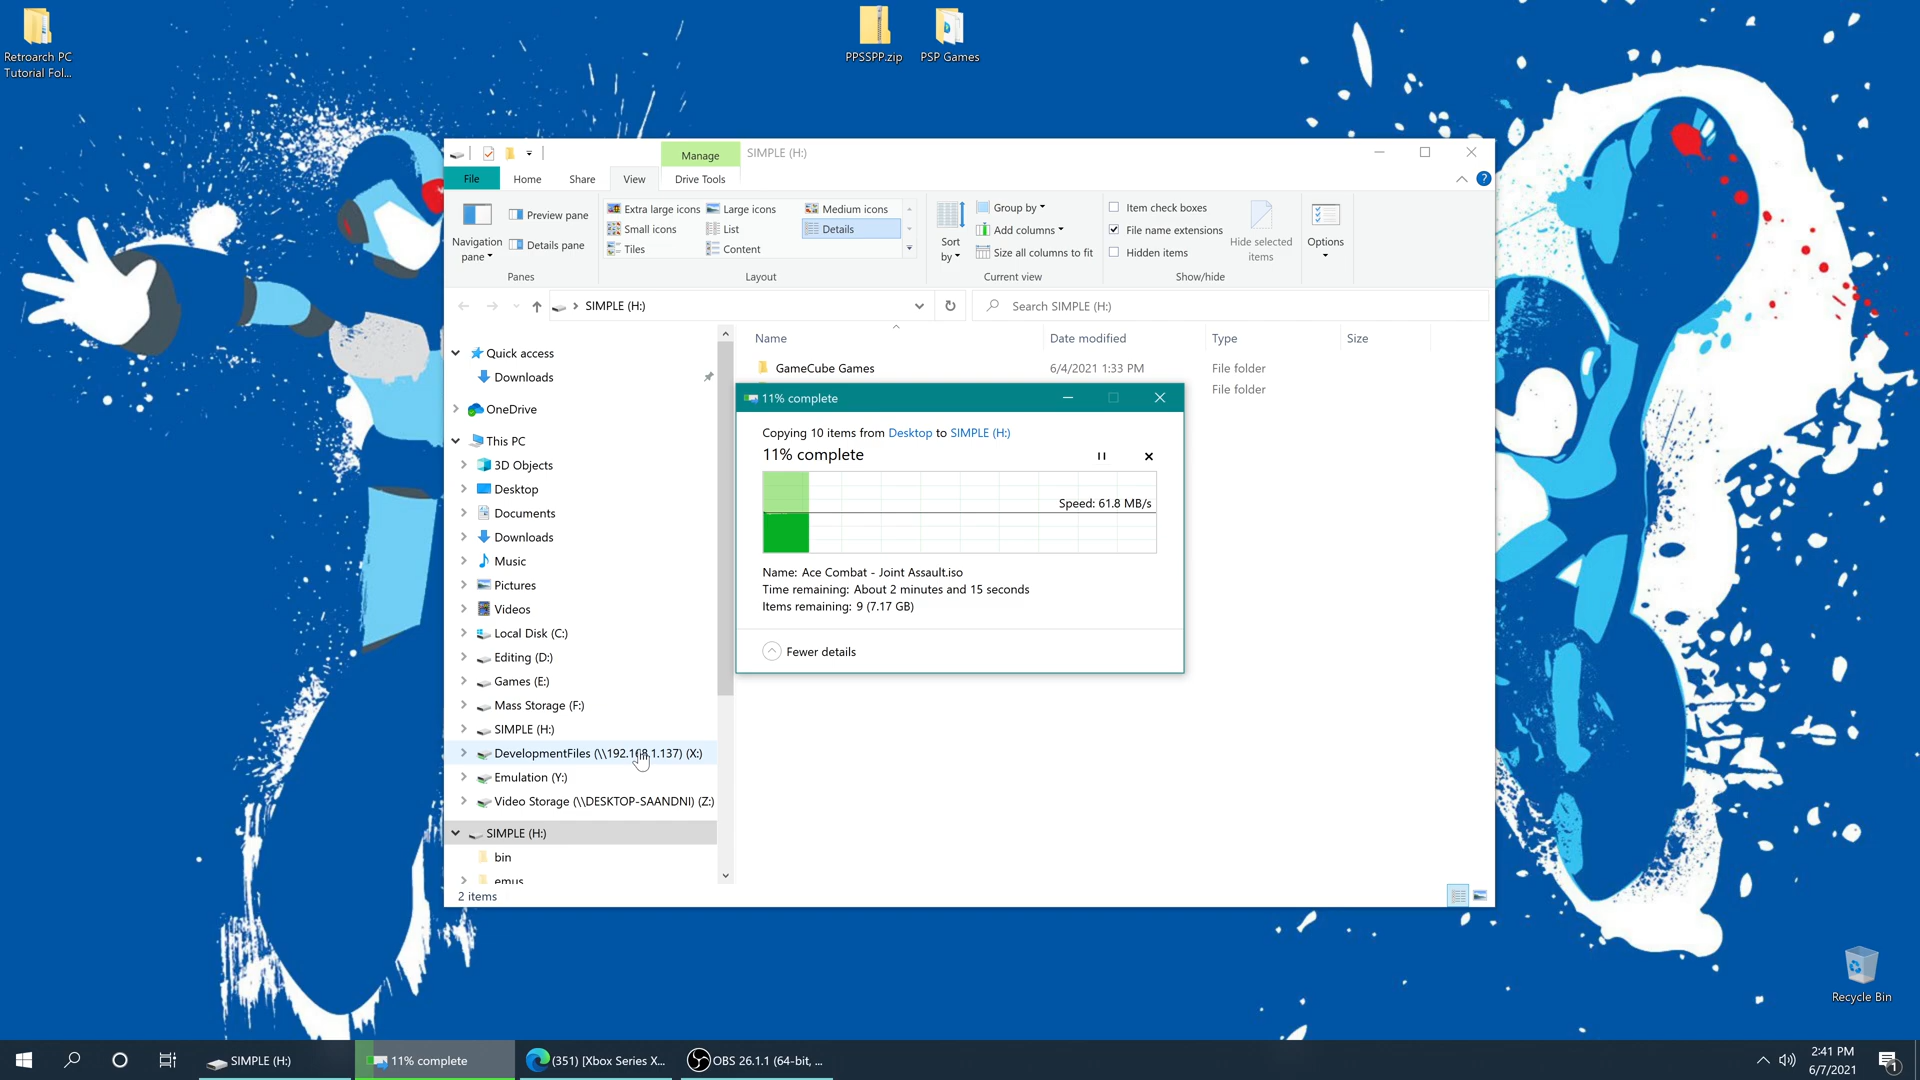 Retroarch PC
Tutorial Fol...
PPSSPP.zip
PSP Games
Manage
SIMPLE (H:)
File
Home
Share
View
Drive Tools
Navigation
pane
Preview pane
Details pane
Panes
Extra large icons
Large icons
Medium icons
Small icons
List
Details
Tiles
Content
Layout
Sort
by
Group by
Add columns
Size all columns to fit
Current view
Item check boxes
File name extensions
Hidden items
Hide selected
items
Show/hide
Options
SIMPLE (H:)
Search SIMPLE (H:)
Name
Date modified
Type
Size
Quick access
Downloads
OneDrive
This PC
3D Objects
Desktop
Documents
Downloads
Music
Pictures
Videos
Local Disk (C:)
Editing (D:)
Games (E:)
Mass Storage (F:)
SIMPLE (H:)
DevelopmentFiles (\\192.168.1.137) (X:)
Emulation (Y:)
Video Storage (\\DESKTOP-SAANDNI) (Z:)
SIMPLE (H:)
bin
emus
2 items
GameCube Games
6/4/2021 1:33 PM
File folder
File folder
11% complete
Copying 10 items from Desktop to SIMPLE (H:)
11% complete
Speed: 61.8 MB/s
Name: Ace Combat - Joint Assault.iso
Time remaining: About 2 minutes and 15 seconds
Items remaining: 9 (7.17 GB)
Fewer details
Recycle Bin
SIMPLE (H:)
11% complete
(351) [Xbox Series X...
OBS 26.1.1 (64-bit, ...
2:41 PM
6/7/2021
1